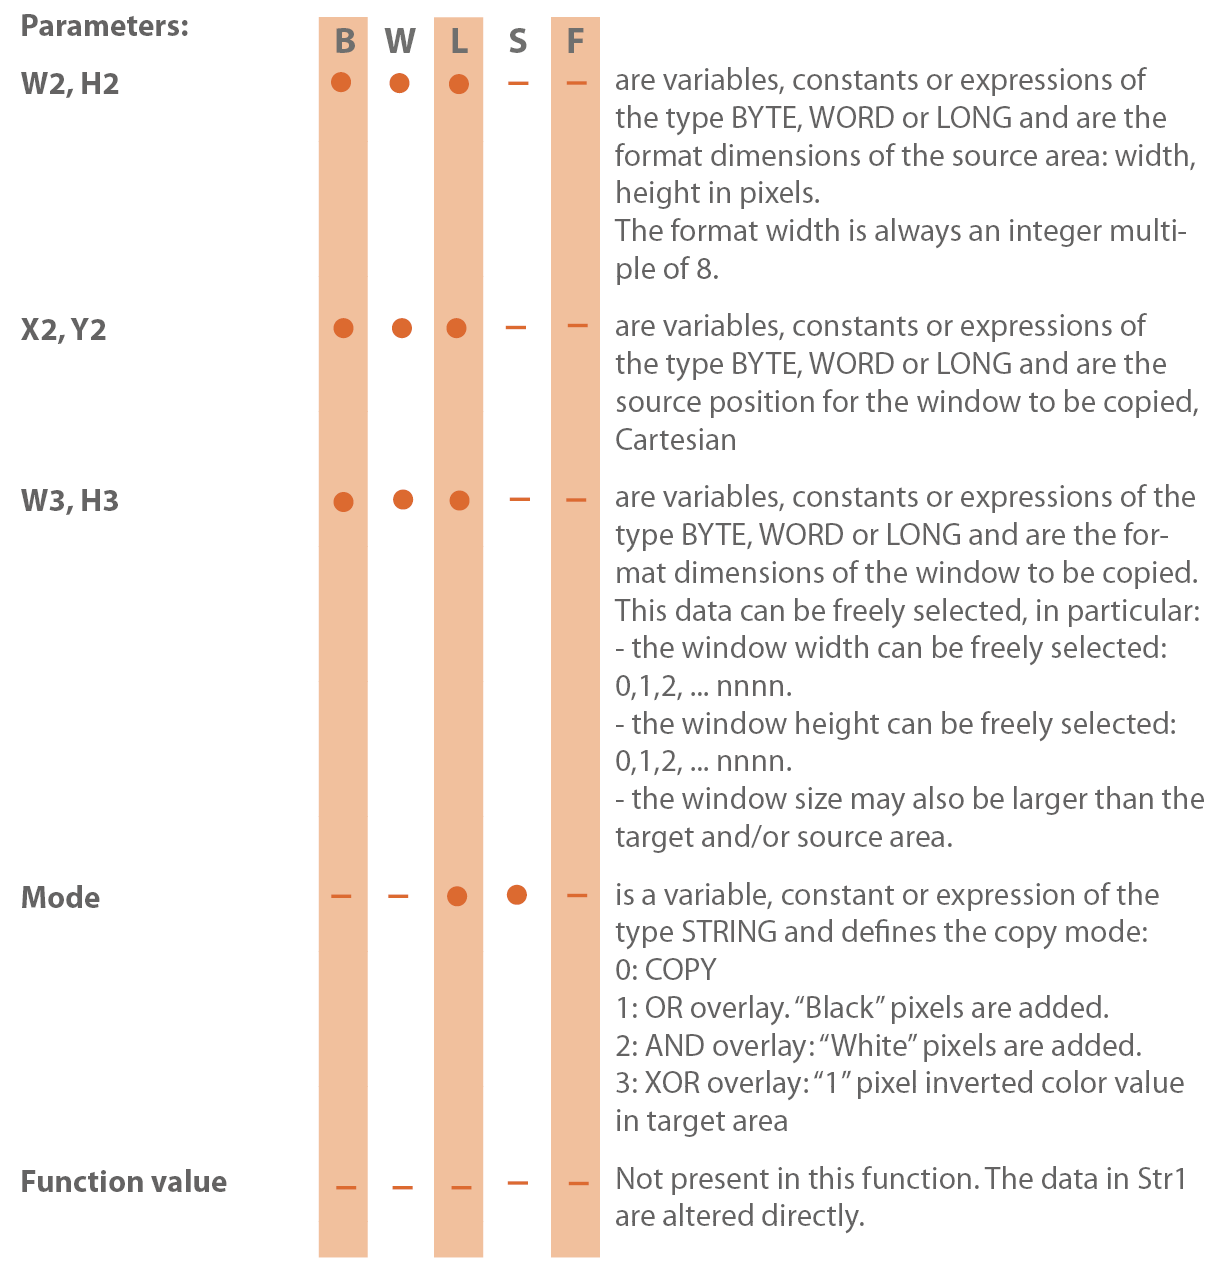 Parameters:
B W L S F
W2, H2 ● ● ● – – are variables, constants or expressions of
the type BYTE, WORD or LONG and are the
format dimensions of the source area: width,
height in pixels.
The format width is always an integer multi-
ple of 8.
X2, Y2 ● ● ● – – are variables, constants or expressions of
the type BYTE, WORD or LONG and are the
source position for the window to be copied,
Cartesian
W3, H3 ● ● ● – – are variables, constants or expressions of the
type BYTE, WORD or LONG and are the for-
mat dimensions of the window to be copied.
This data can be freely selected, in particular:
- the window width can be freely selected:
0,1,2, ... nnnn.
- the window height can be freely selected:
0,1,2, ... nnnn.
- the window size may also be larger than the
target and/or source area.
Mode – – ● ● – is a variable, constant or expression of the
type STRING and defines the copy mode:
0: COPY
1: OR overlay. “Black” pixels are added.
2: AND overlay: “White” pixels are added.
3: XOR overlay: “1” pixel inverted color value
in target area
Function value – – – – – Not present in this function. The data in Str1
are altered directly.